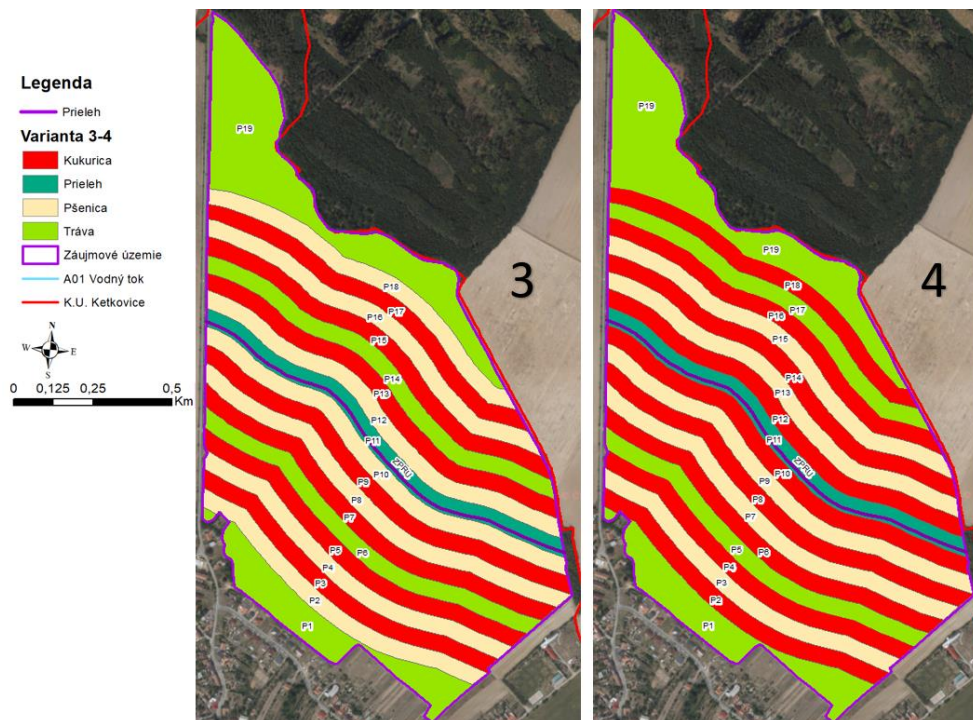 Legenda
Prieleh
Varianta 3-4
Kukurica
Prieleh
Pšenica
Tráva
Záujmové územie
A01 Vodný tok
K.U. Ketkovice
N
W E
S
0 0,125 0,25 0,5
Km
3
P19
P18
P17
P16
P15
P14
P13
P12
P11
ZPRU
P10
P9
P8
P7
P6
P5
P4
P3
P2
P1
4
P19
P18
P17
P16
P15
P14
P13
P12
P11
ZPRU
P10
P9
P8
P7
P6
P5
P4
P3
P2
P1